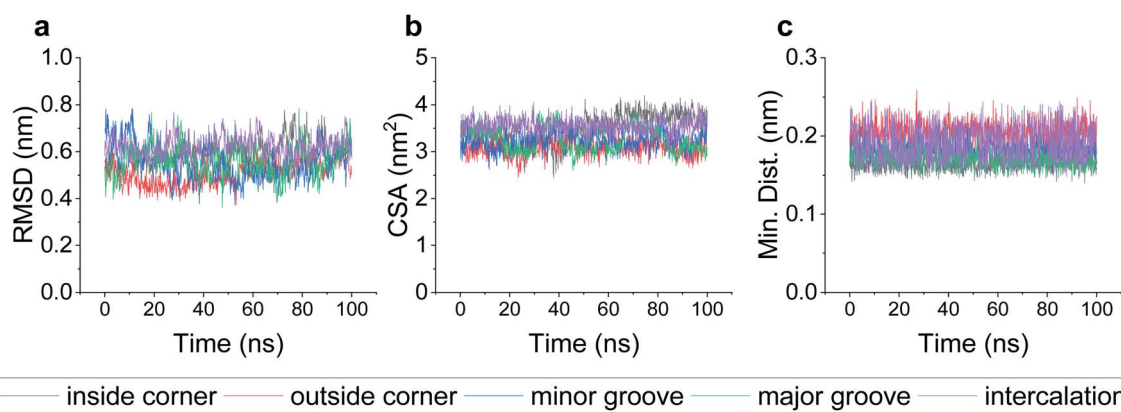 a
b
c
1.0
0.8
0.6
0.4
0.2
0.0
RMSD (nm)
0 20 40 60 80 100
Time (ns)
5
4
3
2
1
0
CSA (nm²)
0 20 40 60 80 100
Time (ns)
0.3
0.2
0.1
0.0
Min. Dist. (nm)
0 20 40 60 80 100
Time (ns)
inside corner outside corner minor groove major groove intercalation